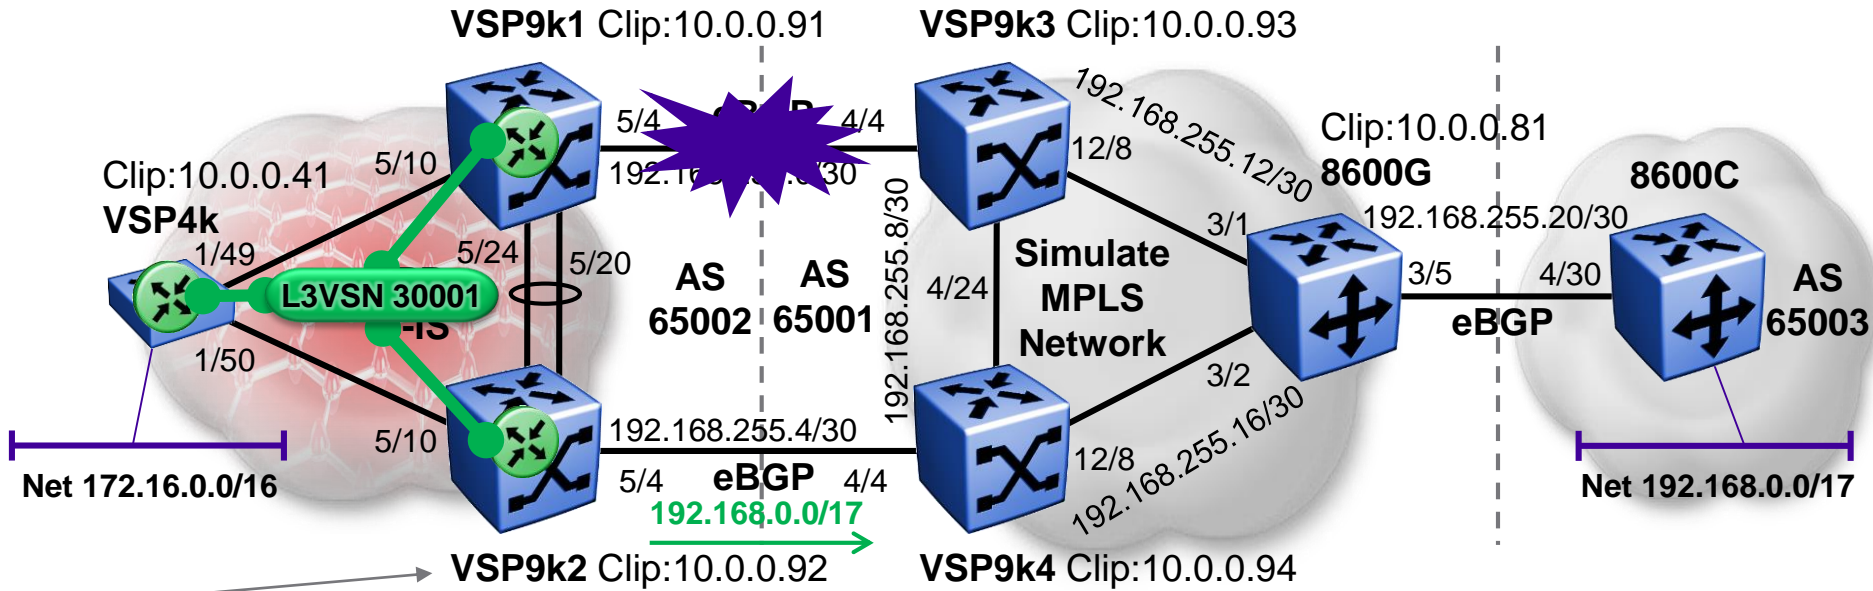 VSP9k1 Clip:10.0.0.91
VSP9k3 Clip:10.0.0.93
5/4
4/4
192.168.255.12/30
Clip:10.0.0.81
8600G
8600C
Clip:10.0.0.41
VSP4k
5/10
12/8
192.168.255.20/30
1/49
5/24
5/20
3/1
L3VSN 30001
-IS
AS
65002
AS
65001
192.168.255.8/30
4/24
Simulate
MPLS
Network
3/5
4/30
eBGP
AS
65003
1/50
3/2
5/10
192.168.255.4/30
12/8
192.168.255.16/30
5/4
eBGP
4/4
192.168.0.0/17
Net 172.16.0.0/16
Net 192.168.0.0/17
VSP9k2 Clip:10.0.0.92
VSP9k4 Clip:10.0.0.94